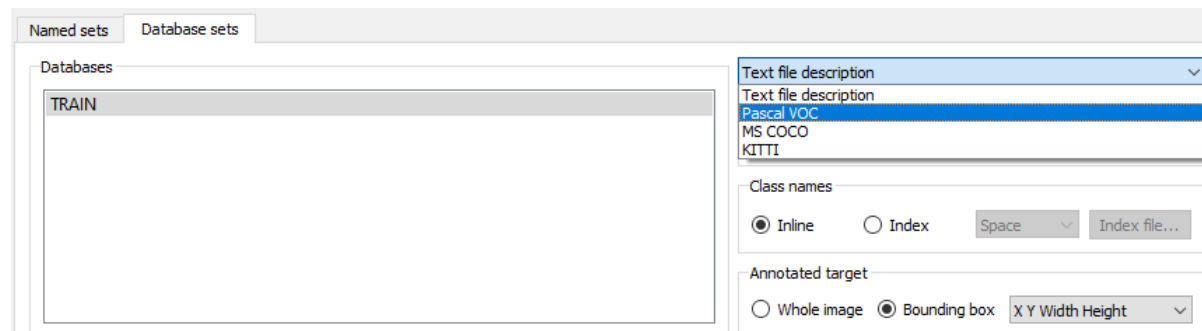 Named sets
Database sets
Databases
TRAIN
Text file description
Text file description
Pascal VOC
MS COCO
KITTI
Class names
Inline
Index
Space
Index file...
Annotated target
Whole image
Bounding box
X Y Width Height